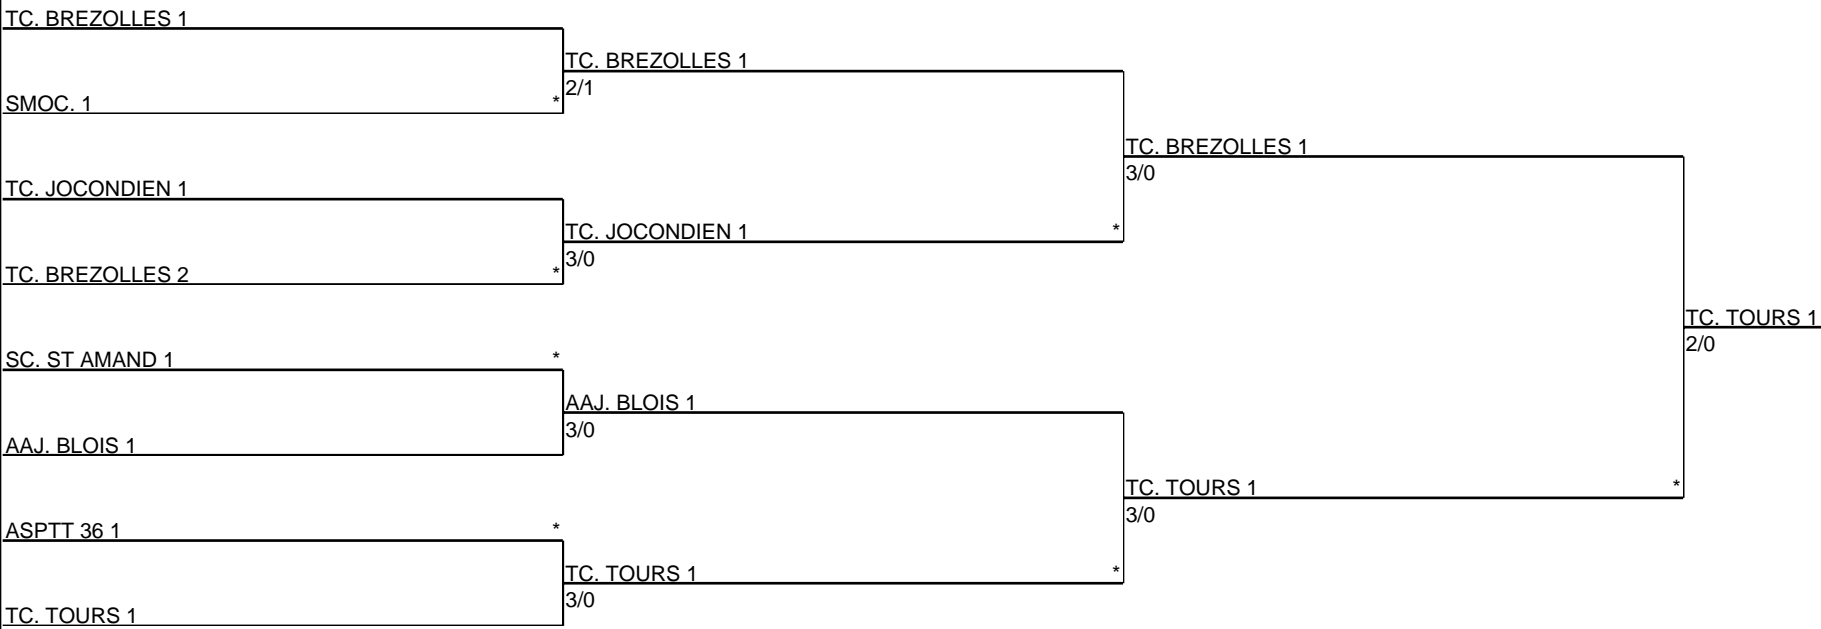 TC. BREZOLLES 1
TC. BREZOLLES 1
2/1
SMOC. 1 *
TC. BREZOLLES 1
3/0
TC. JOCONDIEN 1
TC. JOCONDIEN 1 *
3/0
TC. BREZOLLES 2 *
TC. TOURS 1
2/0
SC. ST AMAND 1 *
AAJ. BLOIS 1
3/0
AAJ. BLOIS 1
TC. TOURS 1 *
3/0
ASPTT 36 1 *
TC. TOURS 1 *
3/0
TC. TOURS 1